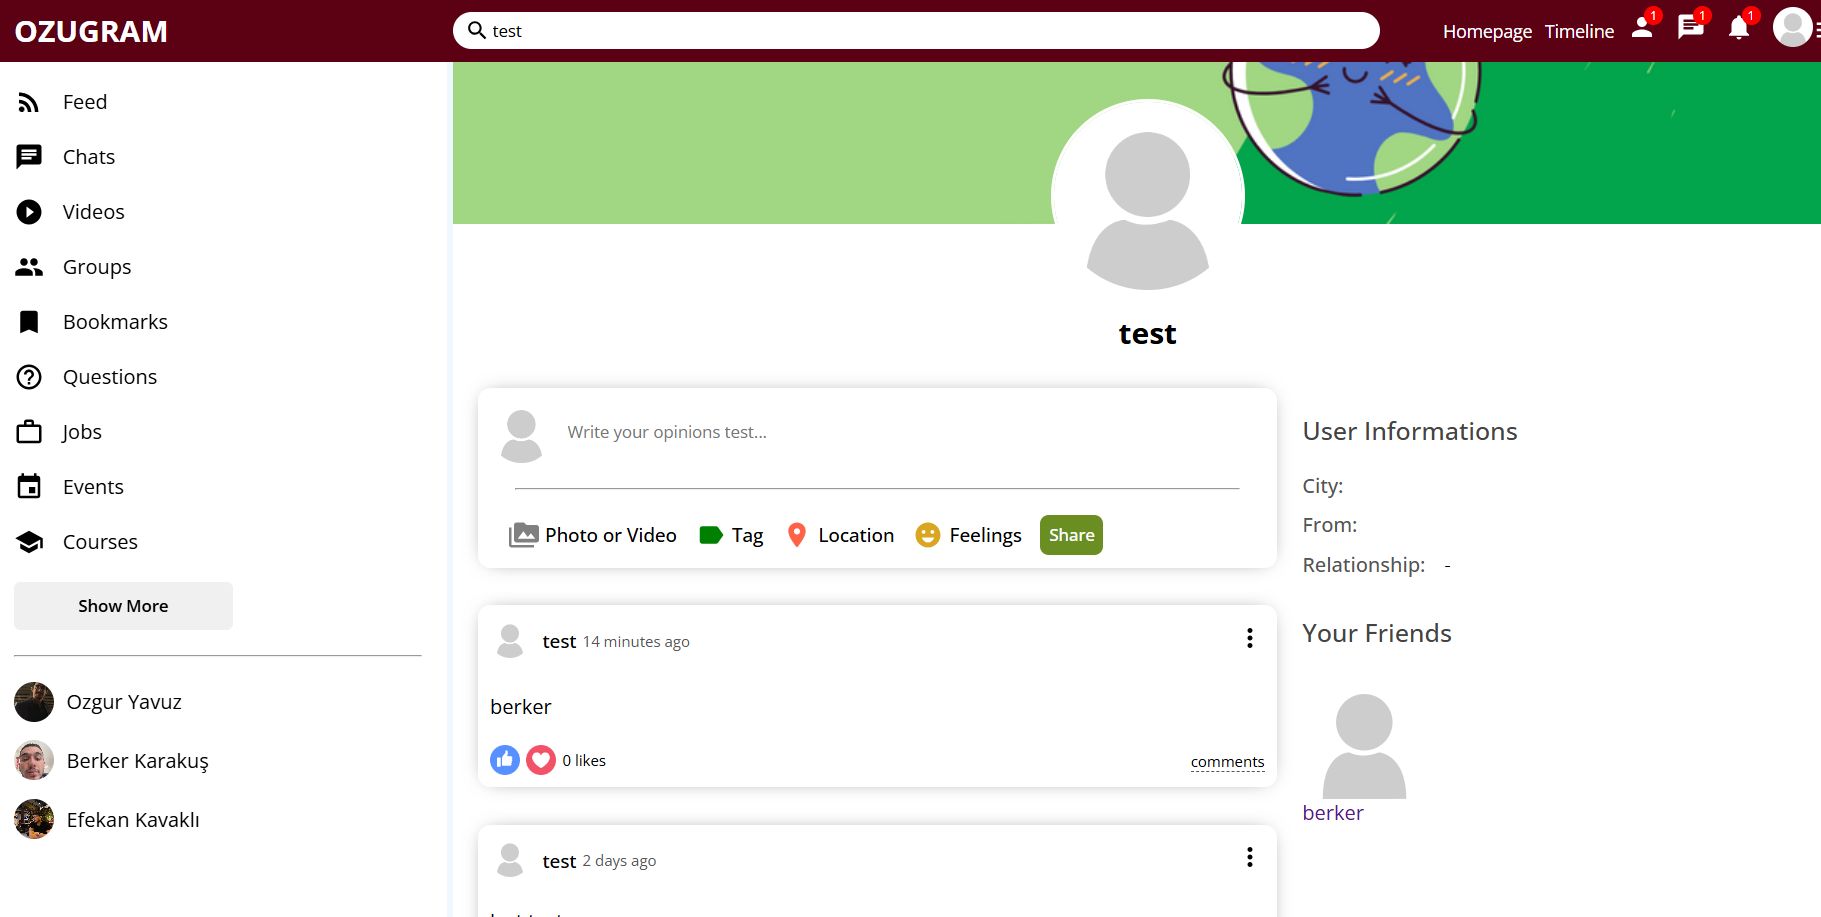 OZUGRAM
test
Homepage Timeline 1 1 1
Feed
Chats
Videos
Groups
Bookmarks
Questions
Jobs
Events
Courses
Show More
Ozgur Yavuz
Berker Karakuş
Efekan Kavaklı
test
Write your opinions test...
Photo or Video Tag Location Feelings Share
test 14 minutes ago
berker
0 likes comments
test 2 days ago
User Informations
City:
From:
Relationship: -
Your Friends
berker